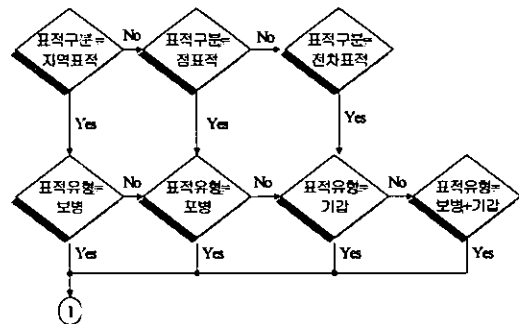 표적구분=
지역표적
No
표적구분=
점표적
No
표적구분=
전차표적
Yes
Yes
Yes
표적유형=
보병
No
표적유형=
포병
No
표적유형=
기갑
No
표적유형=
보병+기갑
Yes
Yes
Yes
Yes
1